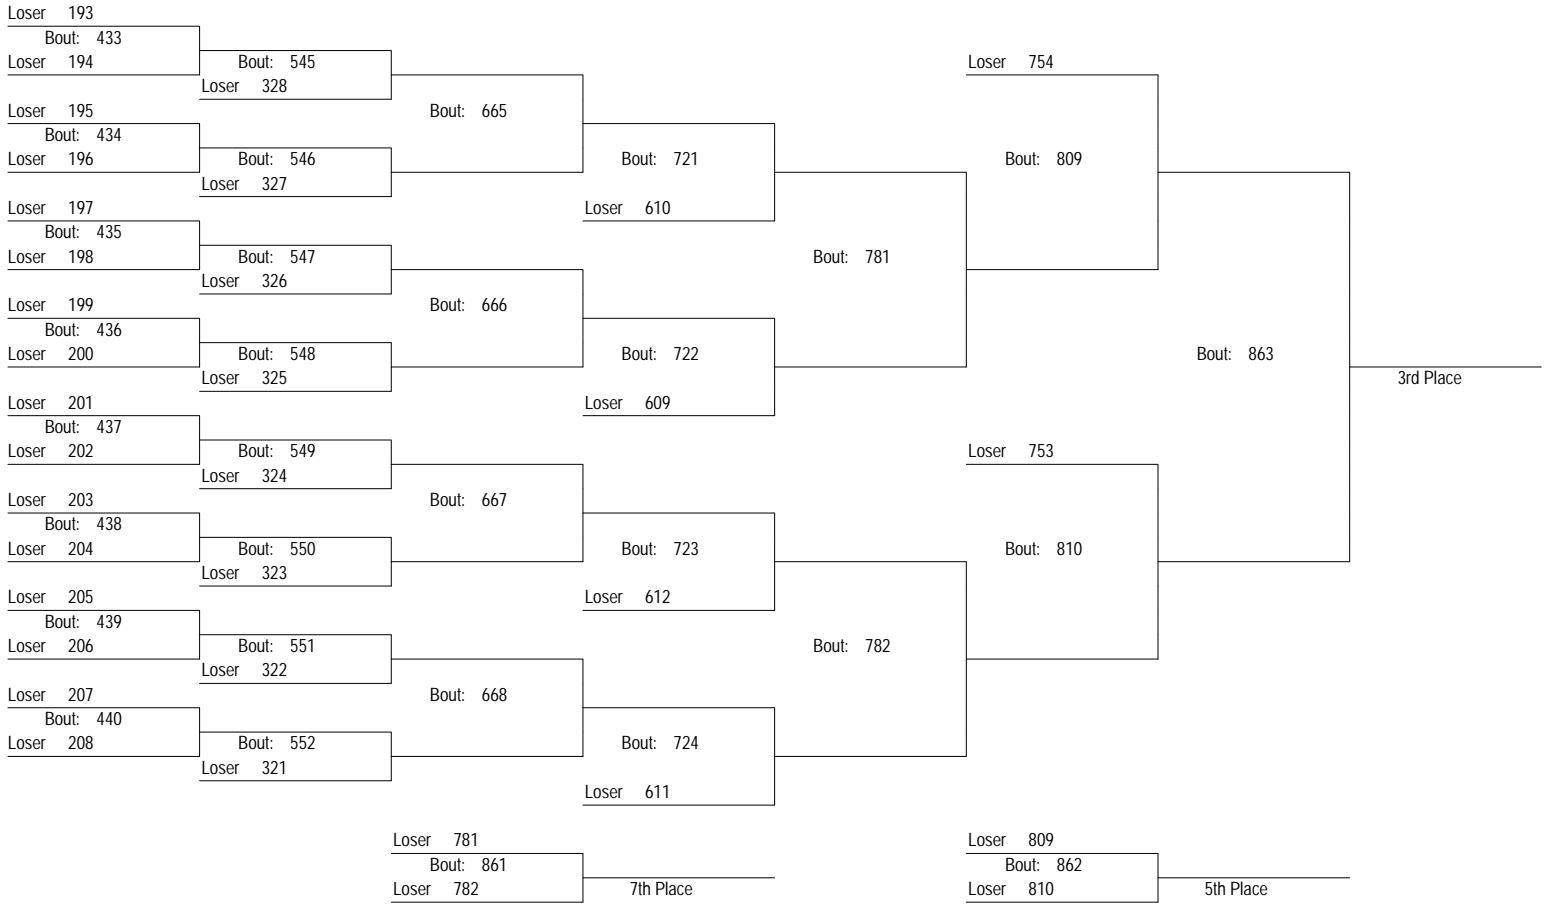 Loser 193
Bout: 433
Loser 194 Bout: 545 Loser 754
Loser 328
Loser 195 Bout: 665
Bout: 434
Loser 196 Bout: 546 Bout: 721 Bout: 809
Loser 327
Loser 197 Loser 610
Bout: 435
Loser 198 Bout: 547 Bout: 781
Loser 326
Loser 199 Bout: 666
Bout: 436
Loser 200 Bout: 548 Bout: 722 Bout: 863
Loser 325 3rd Place
Loser 201 Loser 609
Bout: 437
Loser 202 Bout: 549 Loser 753
Loser 324
Loser 203 Bout: 667
Bout: 438
Loser 204 Bout: 550 Bout: 723 Bout: 810
Loser 323
Loser 205 Loser 612
Bout: 439
Loser 206 Bout: 551 Bout: 782
Loser 322
Loser 207 Bout: 668
Bout: 440
Loser 208 Bout: 552 Bout: 724
Loser 321
Loser 611
Loser 781 Loser 809
Bout: 861 Bout: 862
Loser 782 7th Place Loser 810 5th Place